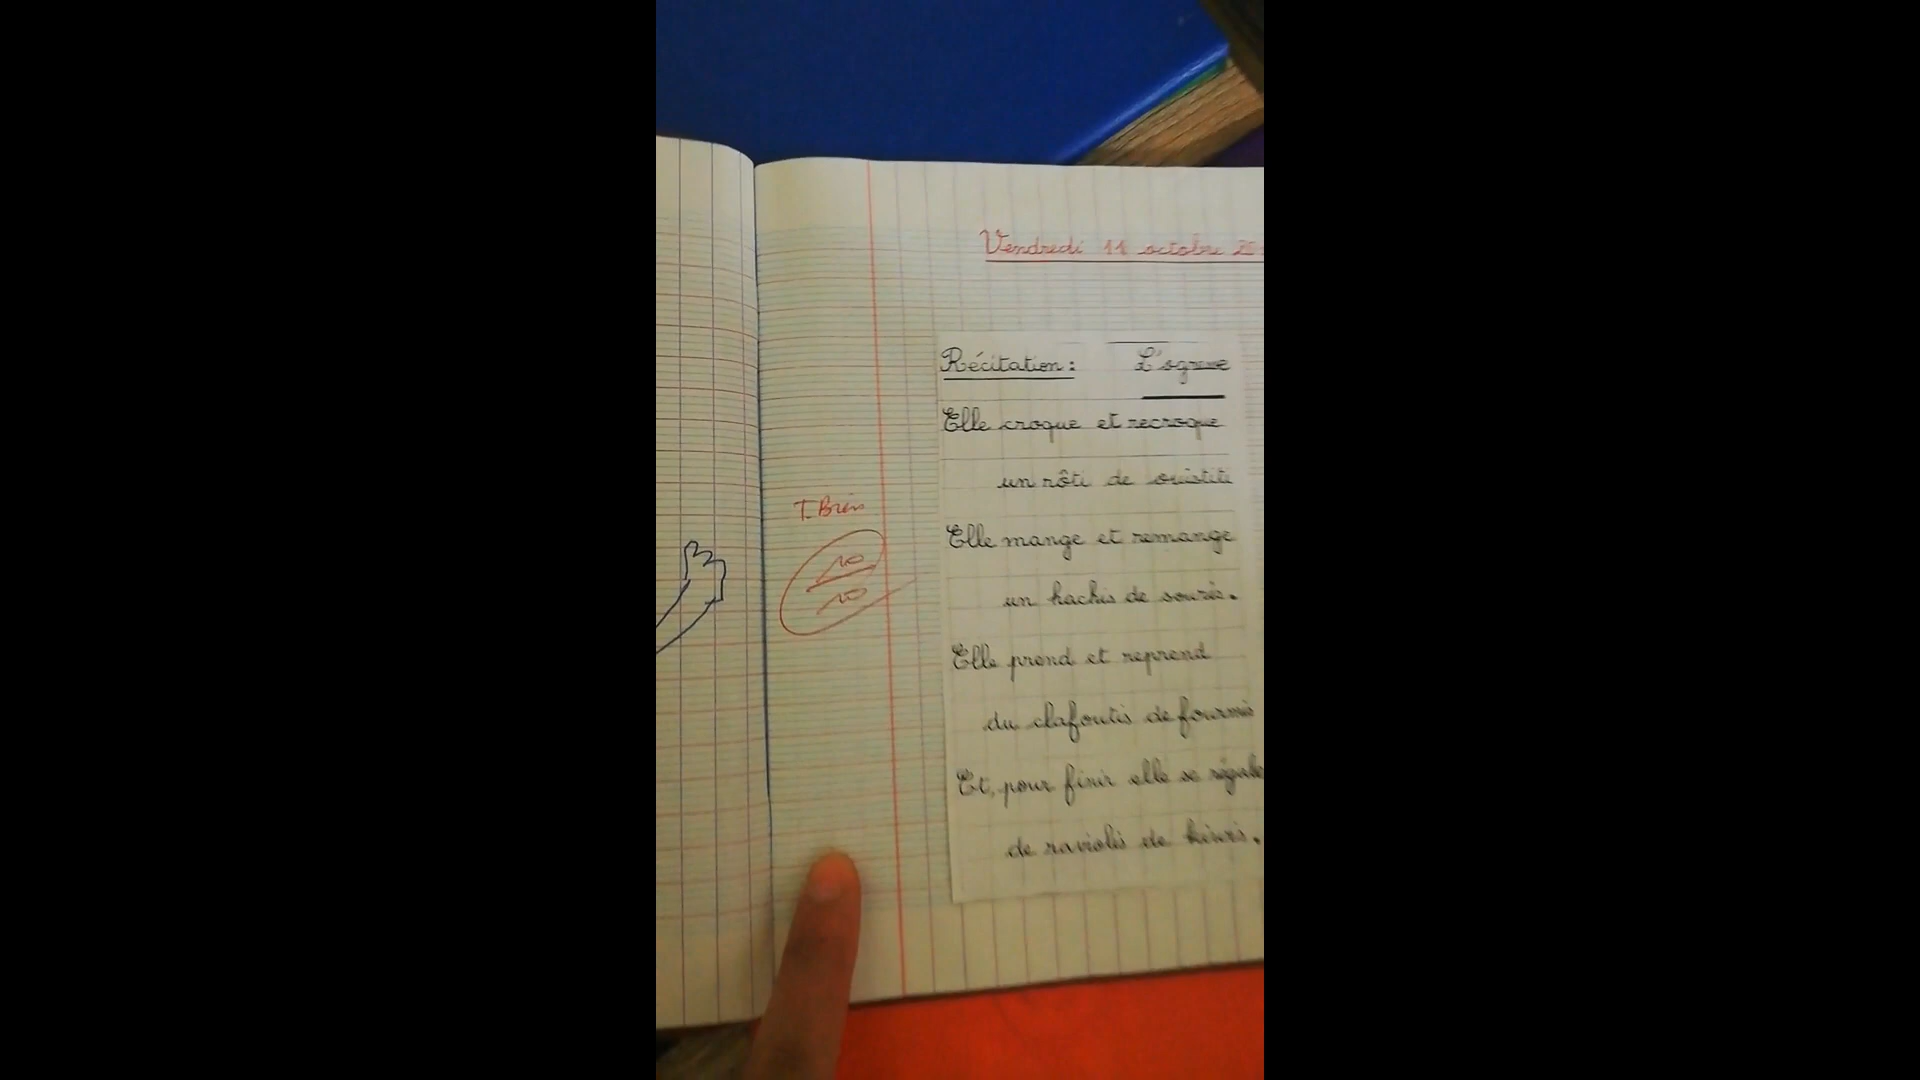 Vendredi 11 octobre 20
Récitation : L'ogresse
Elle croque et recroque
un rôti de ouistiti
T. Bien
Elle mange et remange
10
10
un hachis de souris.
Elle prend et reprend
du clafoutis de fourmis
Et, pour finir elle se régale
de raviolis de